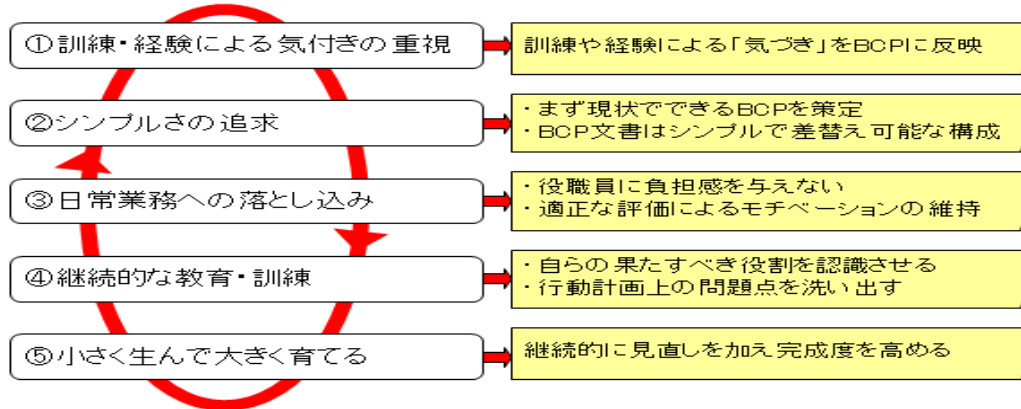 ①訓練・経験による気付きの重視
訓練や経験による「気づき」をBCPに反映
②シンプルさの追求
・まず現状でできるBCPを策定
・BCP文書はシンプルで差替え可能な構成
③日常業務への落とし込み
・役職員に負担感を与えない
・適正な評価によるモチベーションの維持
④継続的な教育・訓練
・自らの果たすべき役割を認識させる
・行動計画上の問題点を洗い出す
⑤小さく生んで大きく育てる
継続的に見直しを加え完成度を高める